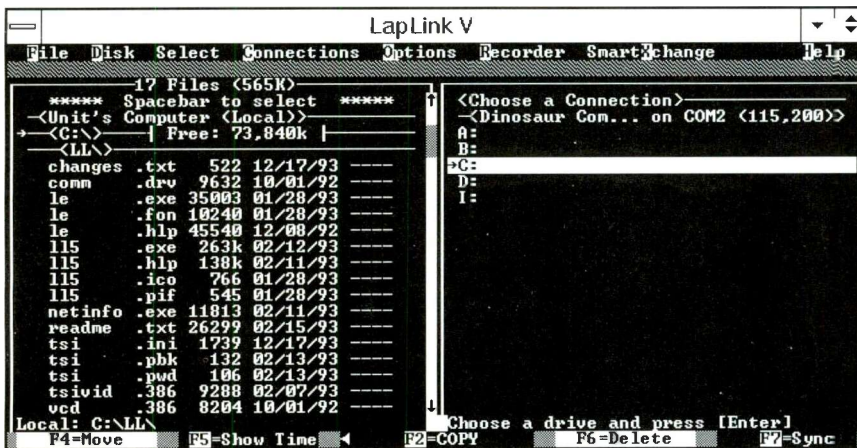 LapLink V
File Disk Select Connections Options Recorder SmartXchange Help
17 Files (565K)
***** Spacebar to select *****
<Unit's Computer (Local)>
→<C:\> Free: 73,840k
<LL\>
changes .txt 522 12/17/93 ----
comm .drv 9632 10/01/92 ----
le .exe 35003 01/28/93 ----
le .fon 10240 01/28/93 ----
le .hlp 45540 12/08/92 ----
ll5 .exe 263k 02/12/93 ----
ll5 .hlp 138k 02/11/93 ----
ll5 .ico 766 01/28/93 ----
ll5 .pif 545 01/28/93 ----
netinfo .exe 11813 02/11/93 ----
readme .txt 26299 02/15/93 ----
tsi .ini 1739 12/17/93 ----
tsi .pbk 132 02/13/93 ----
tsi .pwd 106 02/13/93 ----
tsivid .386 9288 02/07/93 ----
vcd .386 8204 10/01/92 ----
Local: C:\LL\
<Choose a Connection>
<Dinosaur Com... on COM2 (115,200)>
A:
B:
→C:
D:
I:
Choose a drive and press [Enter]
F4=Move F5=Show Time F2=COPY F6=Delete F7=Sync